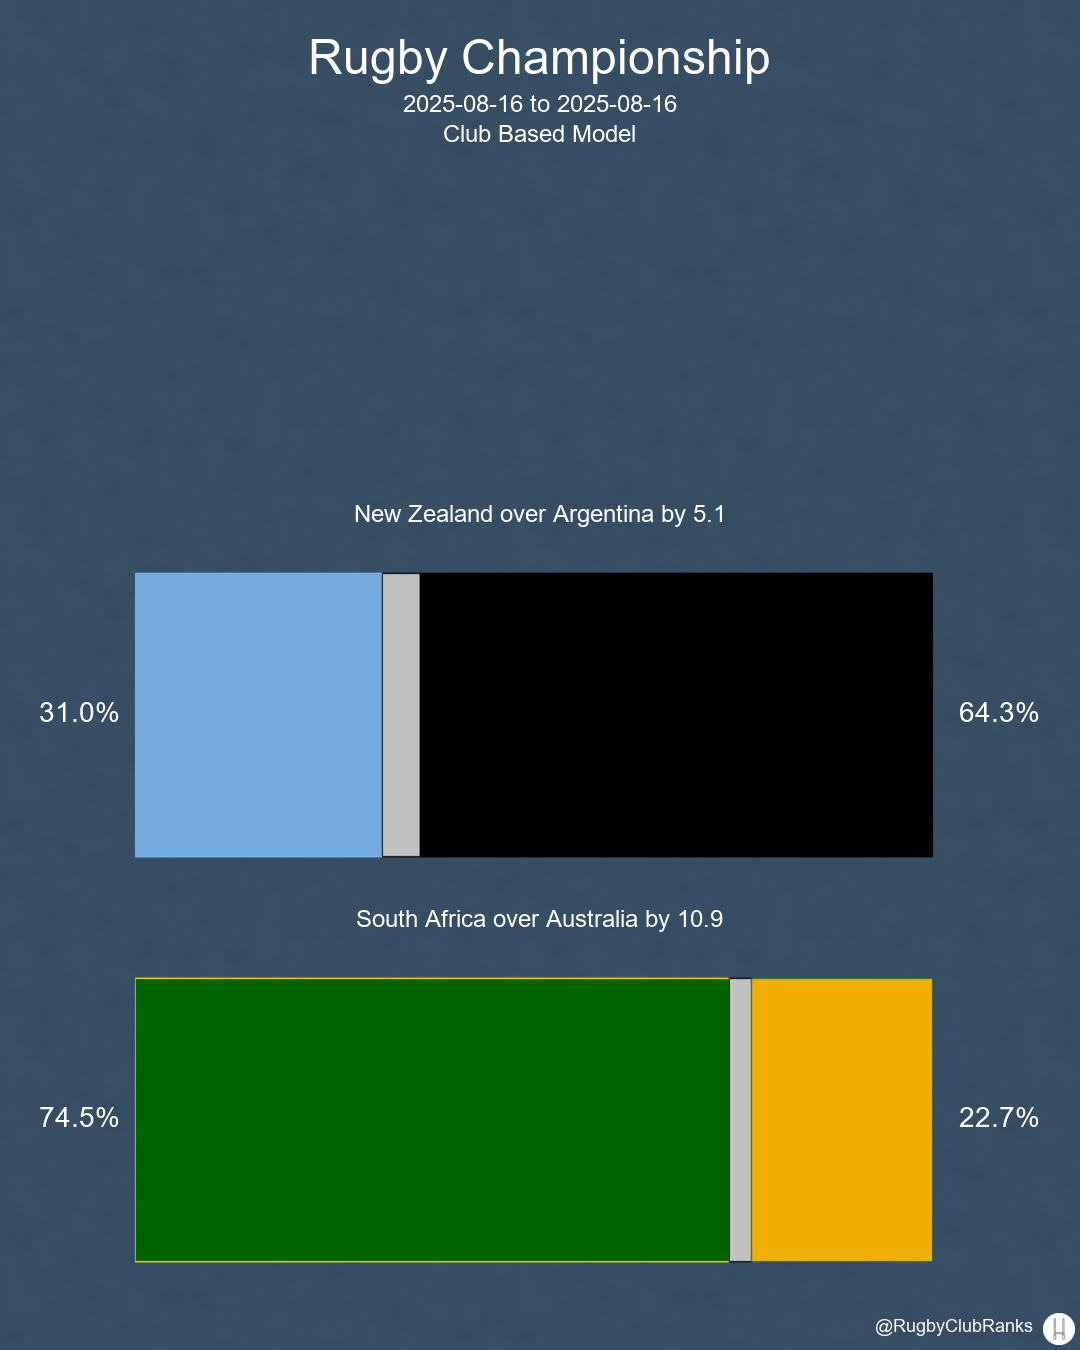 Rugby Championship
2025-08-16 to 2025-08-16
Club Based Model
New Zealand over Argentina by 5.1
31.0%
64.3%
South Africa over Australia by 10.9
74.5%
22.7%
@RugbyClubRanks